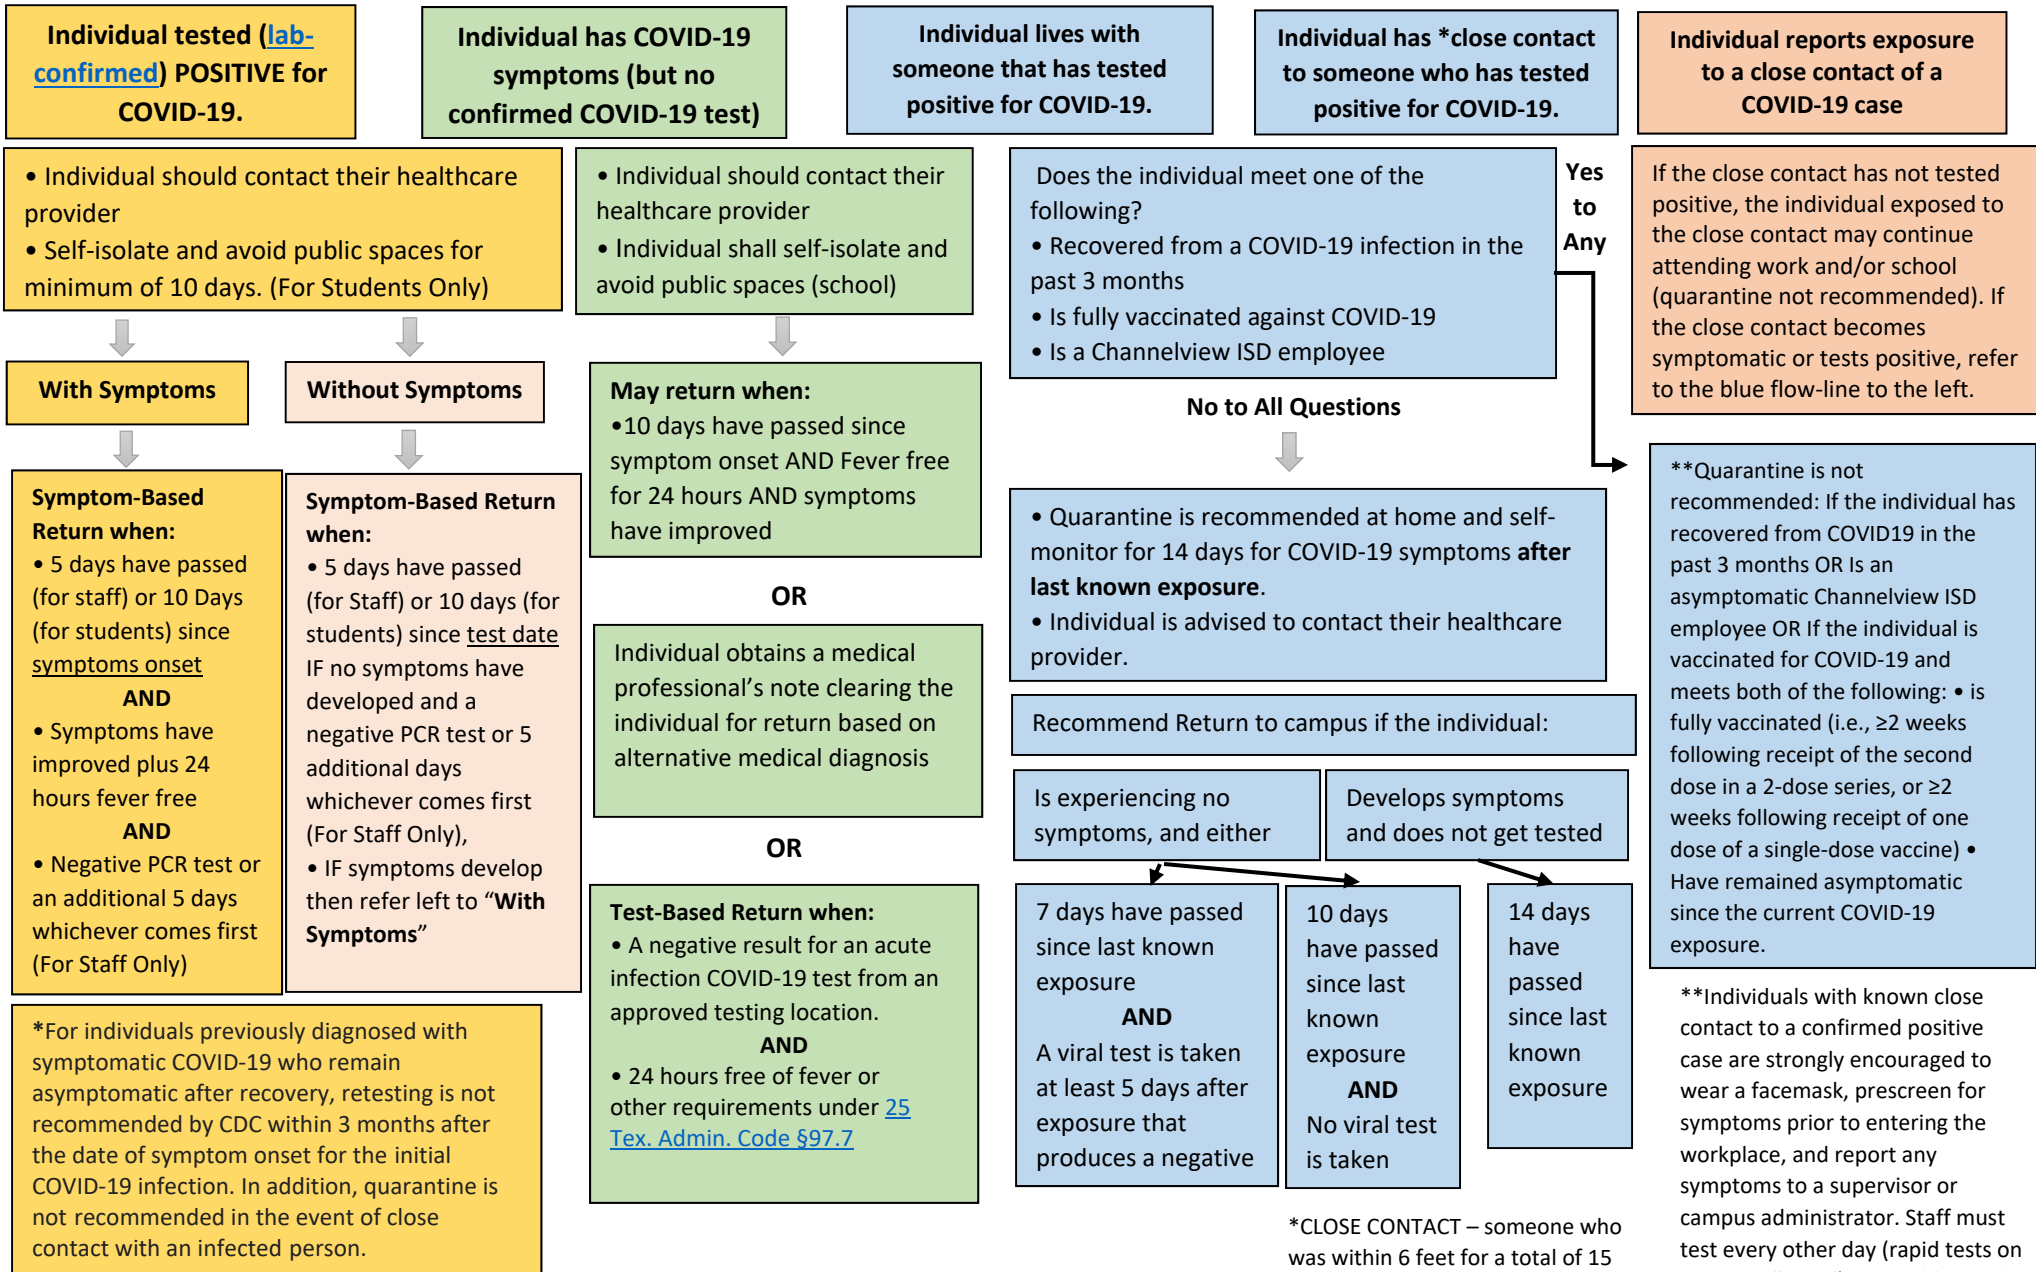 Individual tested (lab-
confirmed) POSITIVE for
COVID-19.
Individual has COVID-19
symptoms (but no
confirmed COVID-19 test)
Individual lives with
someone that has tested
positive for COVID-19.
Individual has *close contact
to someone who has tested
positive for COVID-19.
Individual reports exposure
to a close contact of a
COVID-19 case
• Individual should contact their healthcare
provider
• Self-isolate and avoid public spaces for
minimum of 10 days. (For Students Only)
With Symptoms
Without Symptoms
Symptom-Based
Return when:
• 5 days have passed
(for staff) or 10 Days
(for students) since
symptoms onset
AND
• Symptoms have
improved plus 24
hours fever free
AND
• Negative PCR test or
an additional 5 days
whichever comes first
(For Staff Only)
Symptom-Based Return
when:
• 5 days have passed
(for Staff) or 10 days (for
students) since test date
IF no symptoms have
developed and a
negative PCR test or 5
additional days
whichever comes first
(For Staff Only),
• IF symptoms develop
then refer left to “With
Symptoms”
*For individuals previously diagnosed with
symptomatic COVID-19 who remain
asymptomatic after recovery, retesting is not
recommended by CDC within 3 months after
the date of symptom onset for the initial
COVID-19 infection. In addition, quarantine is
not recommended in the event of close
contact with an infected person.
• Individual should contact their
healthcare provider
• Individual shall self-isolate and
avoid public spaces (school)
May return when:
•10 days have passed since
symptom onset AND Fever free
for 24 hours AND symptoms
have improved
OR
Individual obtains a medical
professional’s note clearing the
individual for return based on
alternative medical diagnosis
OR
Test-Based Return when:
• A negative result for an acute
infection COVID-19 test from an
approved testing location.
AND
• 24 hours free of fever or
other requirements under 25
Tex. Admin. Code §97.7
Does the individual meet one of the
following?
• Recovered from a COVID-19 infection in the
past 3 months
• Is fully vaccinated against COVID-19
• Is a Channelview ISD employee
Yes
to
Any
No to All Questions
• Quarantine is recommended at home and self-
monitor for 14 days for COVID-19 symptoms after
last known exposure.
• Individual is advised to contact their healthcare
provider.
Recommend Return to campus if the individual:
Is experiencing no
symptoms, and either
Develops symptoms
and does not get tested
7 days have passed
since last known
exposure
AND
A viral test is taken
at least 5 days after
exposure that
produces a negative
10 days
have passed
since last
known
exposure
AND
No viral test
is taken
14 days
have
passed
since last
known
exposure
*CLOSE CONTACT – someone who
was within 6 feet for a total of 15
If the close contact has not tested
positive, the individual exposed to
the close contact may continue
attending work and/or school
(quarantine not recommended). If
the close contact becomes
symptomatic or tests positive, refer
to the blue flow-line to the left.
**Quarantine is not
recommended: If the individual has
recovered from COVID19 in the
past 3 months OR Is an
asymptomatic Channelview ISD
employee OR If the individual is
vaccinated for COVID-19 and
meets both of the following: • is
fully vaccinated (i.e., ≥2 weeks
following receipt of the second
dose in a 2-dose series, or ≥2
weeks following receipt of one
dose of a single-dose vaccine) •
Have remained asymptomatic
since the current COVID-19
exposure.
**Individuals with known close
contact to a confirmed positive
case are strongly encouraged to
wear a facemask, prescreen for
symptoms prior to entering the
workplace, and report any
symptoms to a supervisor or
campus administrator. Staff must
test every other day (rapid tests on